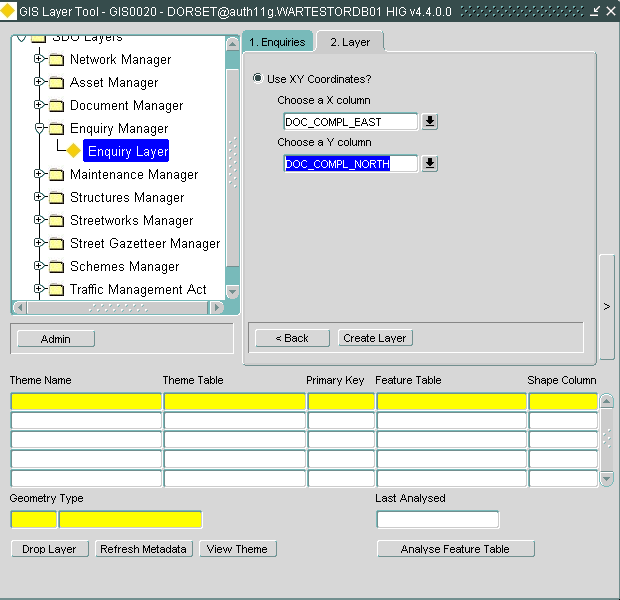 GIS Layer Tool - GIS0020 - DORSET@auth11g.WARTESTORDB01 HIG v4.4.0.0
SDO Layers
Network Manager
Asset Manager
Document Manager
Enquiry Manager
Enquiry Layer
Maintenance Manager
Structures Manager
Streetworks Manager
Street Gazetteer Manager
Schemes Manager
Traffic Management Act
Admin
1. Enquiries 2. Layer
Use XY Coordinates?
Choose a X column
DOC_COMPL_EAST
Choose a Y column
DOC_COMPL_NORTH
< Back Create Layer
>
Theme Name Theme Table Primary Key Feature Table Shape Column
Geometry Type Last Analysed
Drop Layer Refresh Metadata View Theme Analyse Feature Table